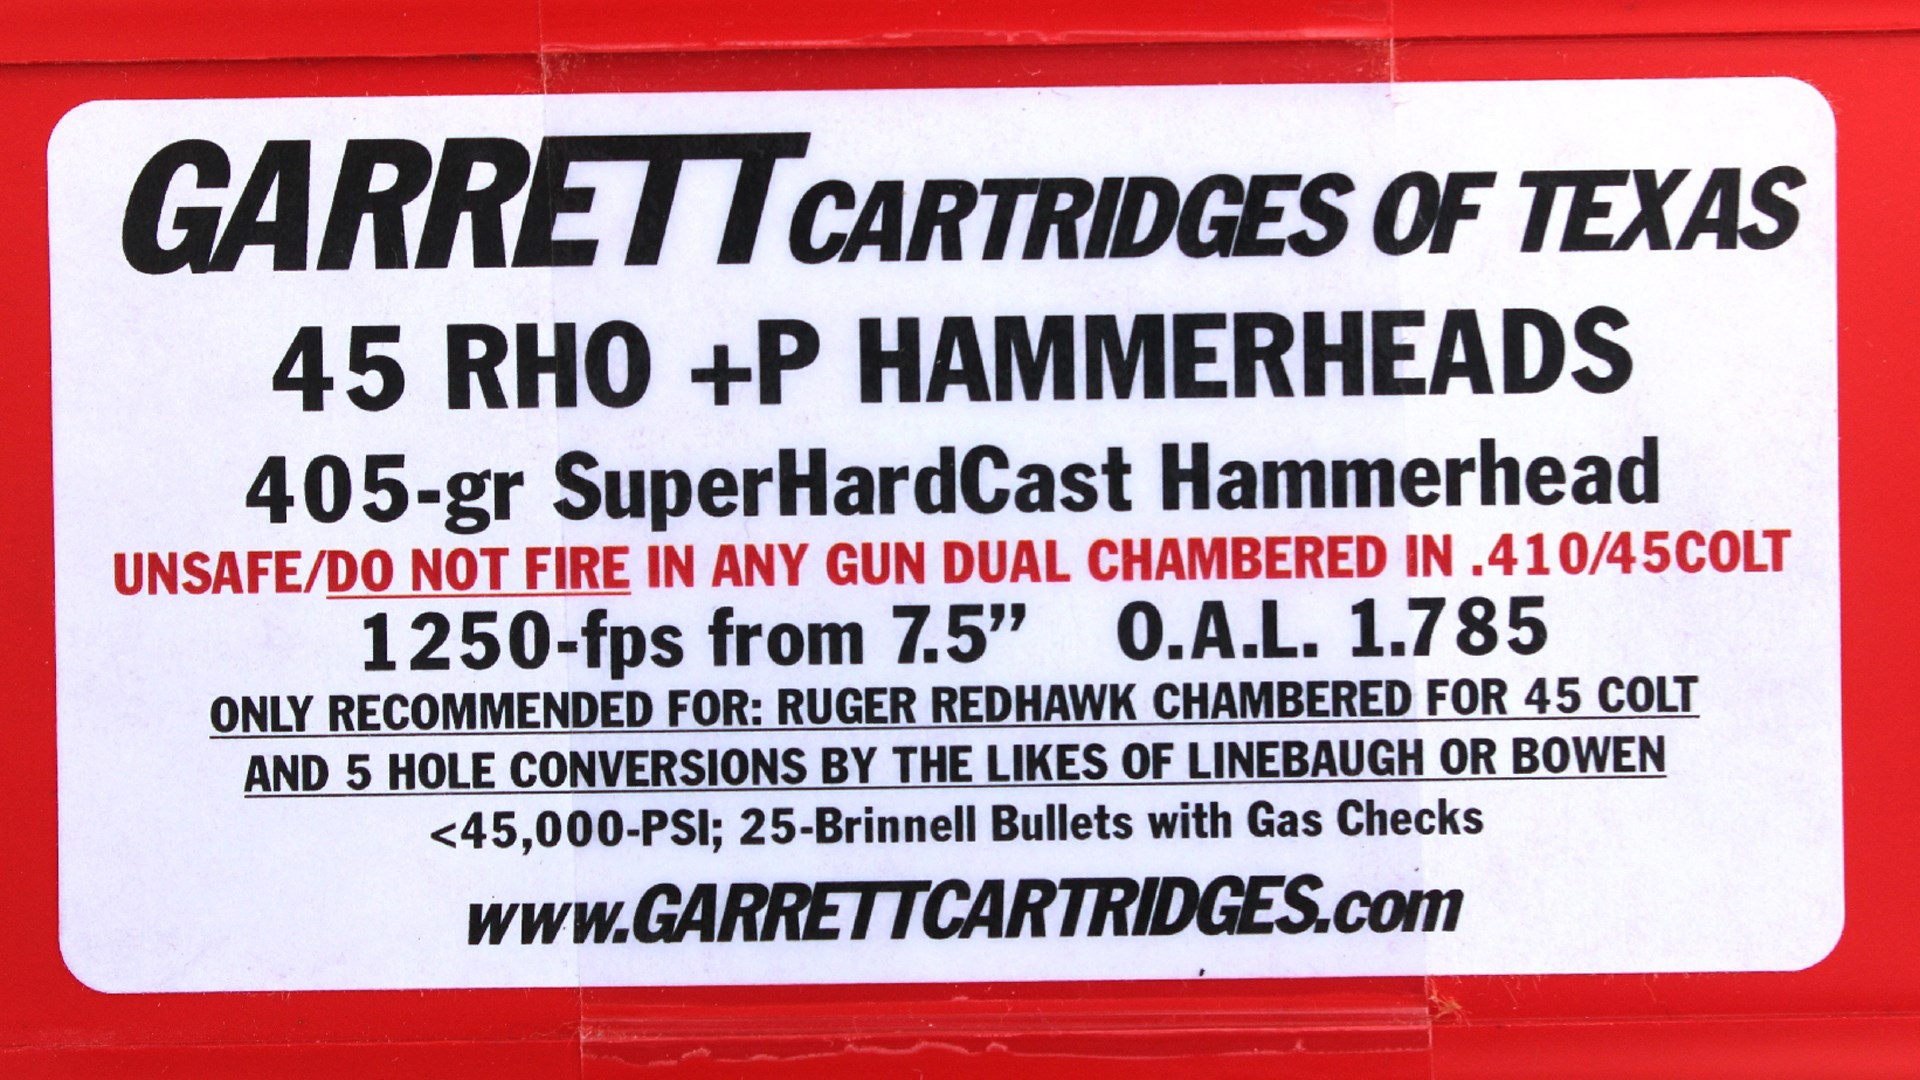 GARRETT CARTRIDGES OF TEXAS
45 RHO +P HAMMERHEADS
405-gr SuperHardCast Hammerhead
UNSAFE/DO NOT FIRE IN ANY GUN DUAL CHAMBERED IN .410/45COLT
1250-fps from 7.5” O.A.L. 1.785
ONLY RECOMMENDED FOR: RUGER REDHAWK CHAMBERED FOR 45 COLT
AND 5 HOLE CONVERSIONS BY THE LIKES OF LINEBAUGH OR BOWEN
<45,000-PSI; 25-Brinnell Bullets with Gas Checks
www.GARRETTCARTRIDGES.com